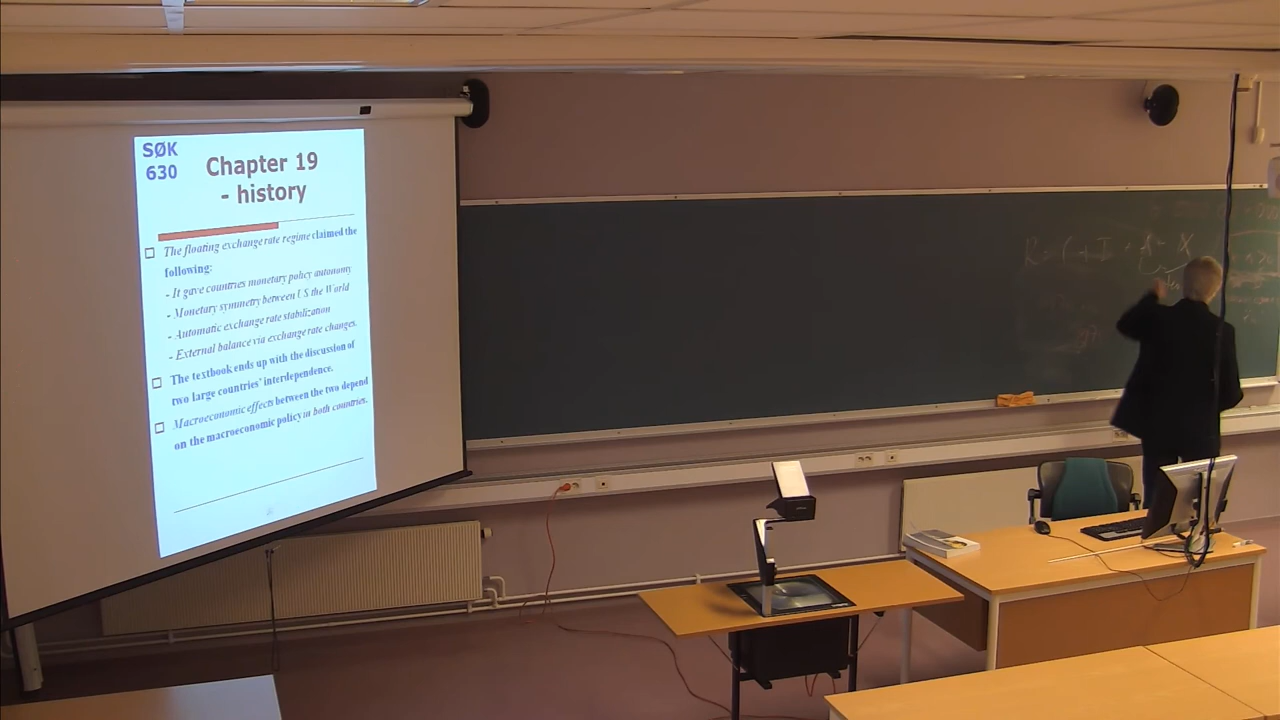 SØK
630
Chapter 19
- history
The floating exchange rate regime claimed the
following:
- It gave countries monetary policy autonomy
- Monetary symmetry between US the World
- Automatic exchange rate stabilization
- External balance via exchange rate changes.
The textbook ends up with the discussion of
two large countries' interdependence.
Macroeconomic effects between the two depend
on the macroeconomic policy in both countries.